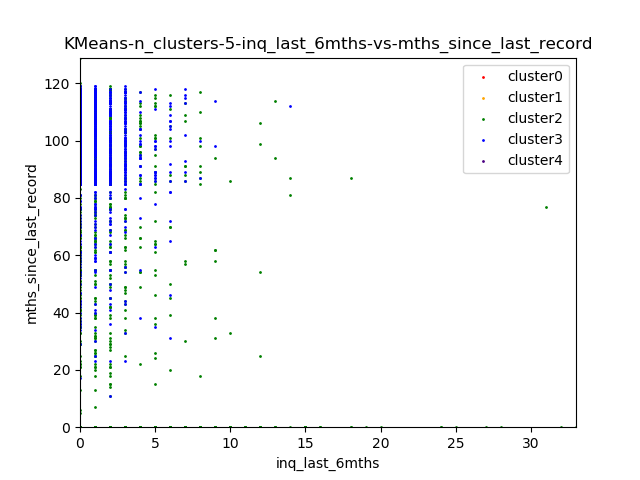 KMeans-n_clusters-5-inq_last_6mths-vs-mths_since_last_record
cluster0
cluster1
cluster2
cluster3
cluster4
mths_since_last_record
120
100
80
60
40
20
0
0 5 10 15 20 25 30
inq_last_6mths